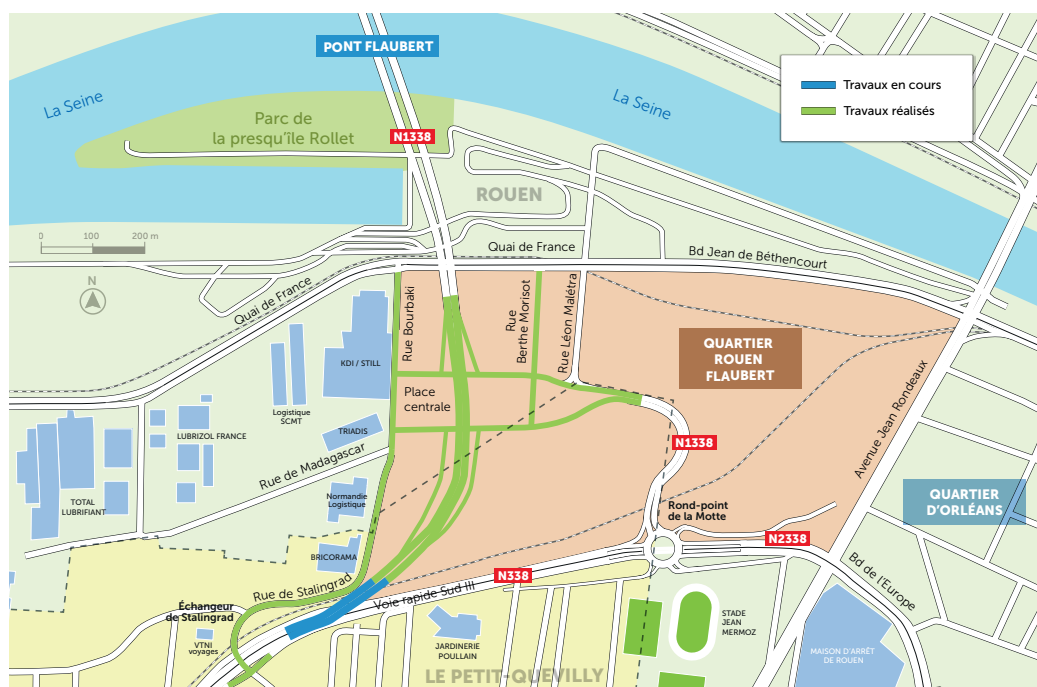 PONT FLAUBERT
Travaux en cours
Travaux réalisés
La Seine
La Seine
Parc de
la presqu'île Rollet
N1338
ROUEN
0 100 200 m
N
Quai de France
Bd Jean de Béthencourt
Quai de France
Rue Bourbaki
Rue
Berthe Morisot
Rue Léon Malétra
QUARTIER
ROUEN
FLAUBERT
KDI / STILL
Place
centrale
Logistique
SCMT
TRIADIS
LUBRIZOL FRANCE
Avenue Jean Rondeaux
N1338
Rue de Madagascar
TOTAL
LUBRIFIANT
Normandie
Logistique
QUARTIER
D'ORLÉANS
Rond-point
de la Motte
N2338
BRICORAMA
N338
Bd de l'Europe
Rue de Stalingrad
Voie rapide Sud III
Échangeur
de Stalingrad
VTNI
voyages
JARDINERIE
POULLAIN
STADE
JEAN
MERMOZ
MAISON D'ARRÊT
DE ROUEN
LE PETIT-QUEVILLY